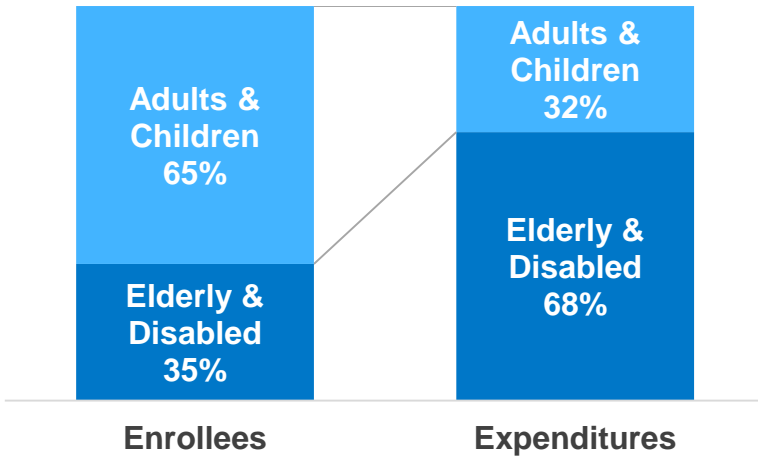 Adults &
Children
65%
Elderly &
Disabled
35%
Adults &
Children
32%
Elderly &
Disabled
68%
Enrollees
Expenditures